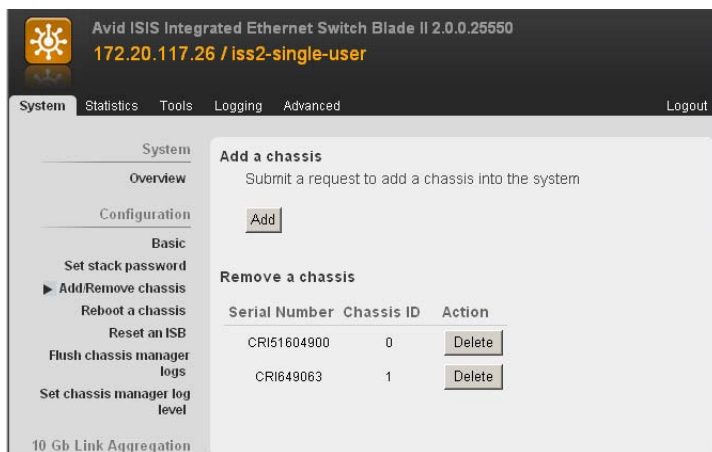 Avid ISIS Integrated Ethernet Switch Blade II 2.0.0.25550
172.20.117.26 / iss2-single-user
System Statistics Tools Logging Advanced Logout
System
Overview
Configuration
Basic
Set stack password
Add/Remove chassis
Reboot a chassis
Reset an ISB
Flush chassis manager
logs
Set chassis manager log
level
10 Gb Link Aggregation
Add a chassis
Submit a request to add a chassis into the system
Add
Remove a chassis
Serial Number Chassis ID Action
CRI51604900 0 Delete
CRI649063 1 Delete